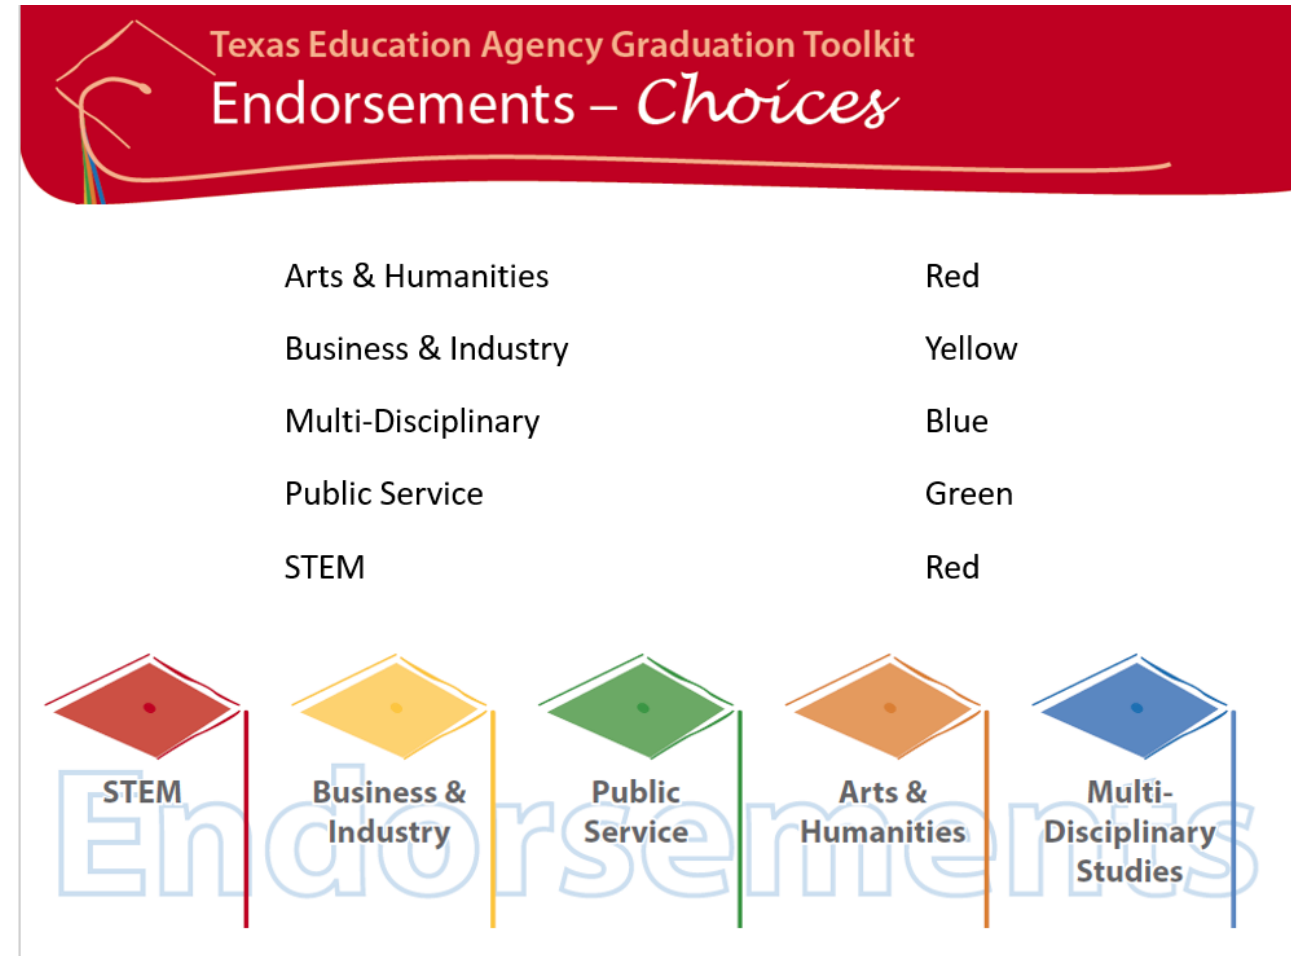 Texas Education Agency Graduation Toolkit
Endorsements – Choices
Arts & Humanities Red
Business & Industry Yellow
Multi-Disciplinary Blue
Public Service Green
STEM Red
Endorsements
STEM
Business &
Industry
Public
Service
Arts &
Humanities
Multi-
Disciplinary
Studies